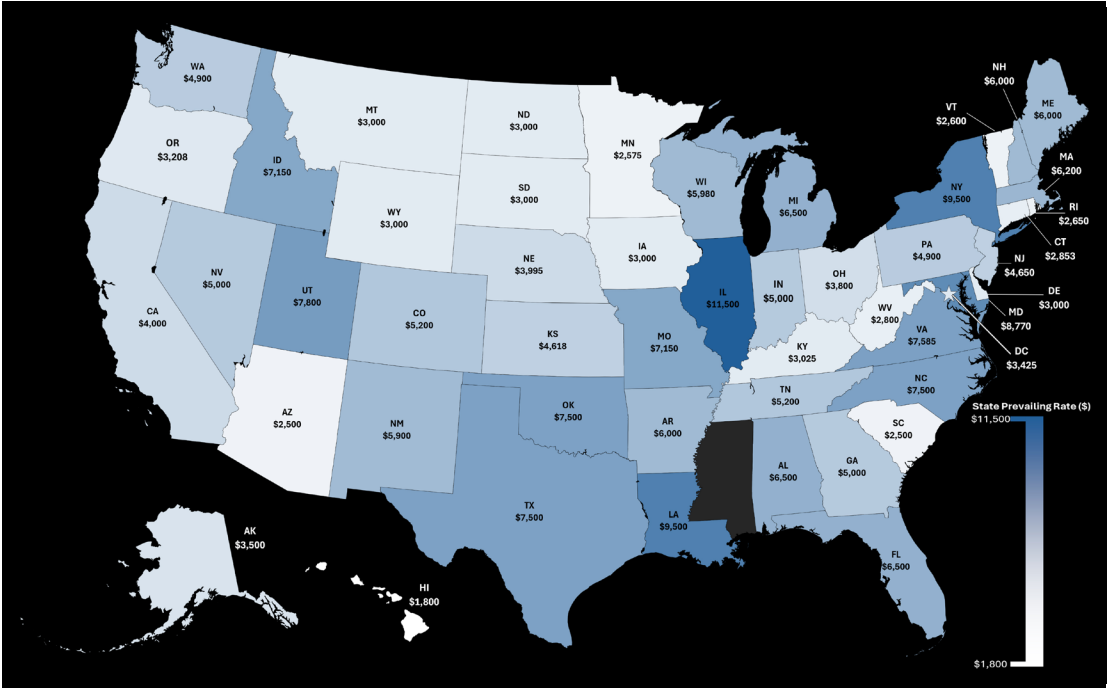 WA
$4,900
OR
$3,208
CA
$4,000
ID
$7,150
NV
$5,000
UT
$7,800
AZ
$2,500
MT
$3,000
WY
$3,000
CO
$5,200
NM
$5,900
ND
$3,000
SD
$3,000
NE
$3,995
KS
$4,618
OK
$7,500
TX
$7,500
MN
$2,575
IA
$3,000
MO
$7,150
AR
$6,000
LA
$9,500
WI
$5,980
IL
$11,500
MI
$6,500
IN
$5,000
OH
$3,800
KY
$3,025
TN
$5,200
AL
$6,500
GA
$5,000
FL
$6,500
SC
$2,500
NC
$7,500
VA
$7,585
WV
$2,800
PA
$4,900
NY
$9,500
VT
$2,600
NH
$6,000
ME
$6,000
MA
$6,200
RI
$2,650
CT
$2,853
NJ
$4,650
DE
$3,000
MD
$8,770
DC
$3,425
AK
$3,500
HI
$1,800
State Prevailing Rate ($)
$11,500
$1,800